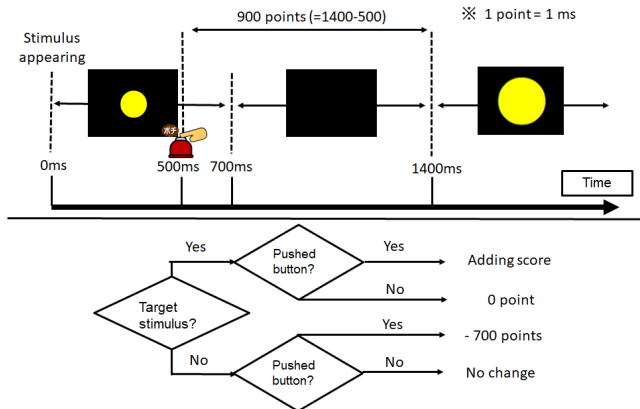 900 points (=1400-500)
※ 1 point = 1 ms
Stimulus
appearing
ポチ
0ms
500ms
700ms
1400ms
Time
Yes
Pushed
button?
Yes
Adding score
No
0 point
Target
stimulus?
Yes
- 700 points
No
Pushed
button?
No
No change